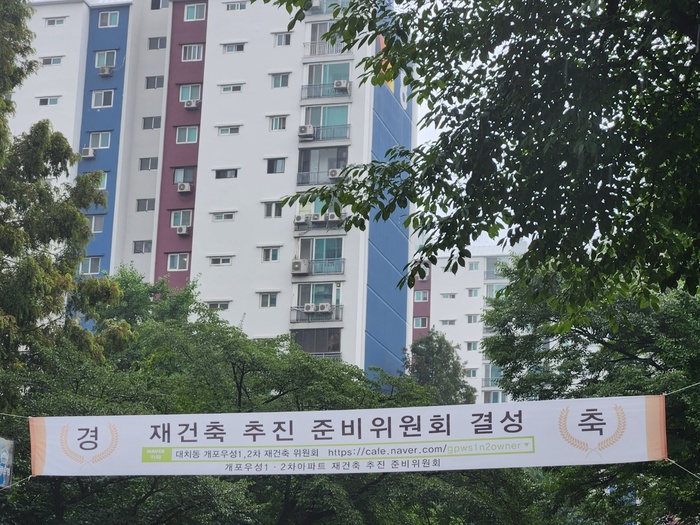 경 재건축 추진 준비위원회 결성 축
대치동 개포우성1,2차 재건축 위원회 https://cafe.naver.com/gpws1n2owner
개포우성1 · 2차아파트 재건축 추진 준비위원회